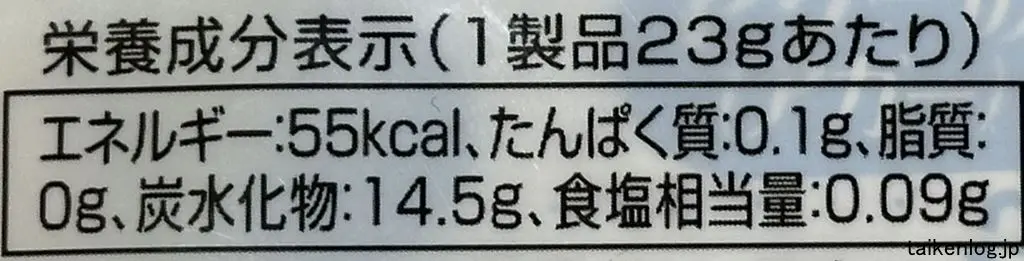 栄養成分表示(1製品23gあたり)
エネルギー:55kcal、たんぱく質:0.1g、脂質:
0g、炭水化物:14.5g、食塩相当量:0.09g
taikenlog.jp